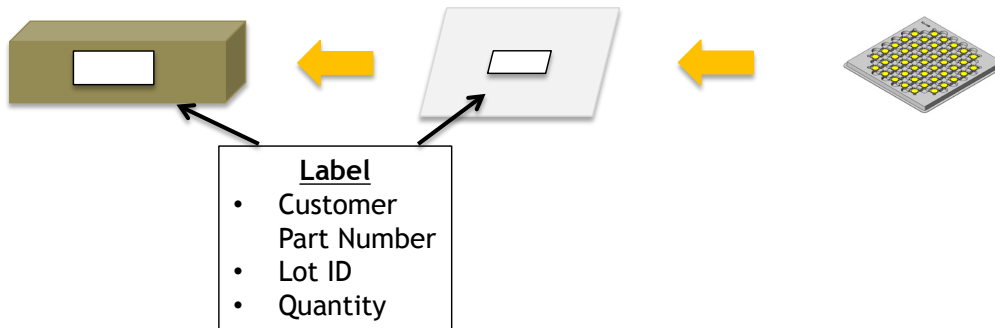 Label
• Customer
Part Number
• Lot ID
• Quantity